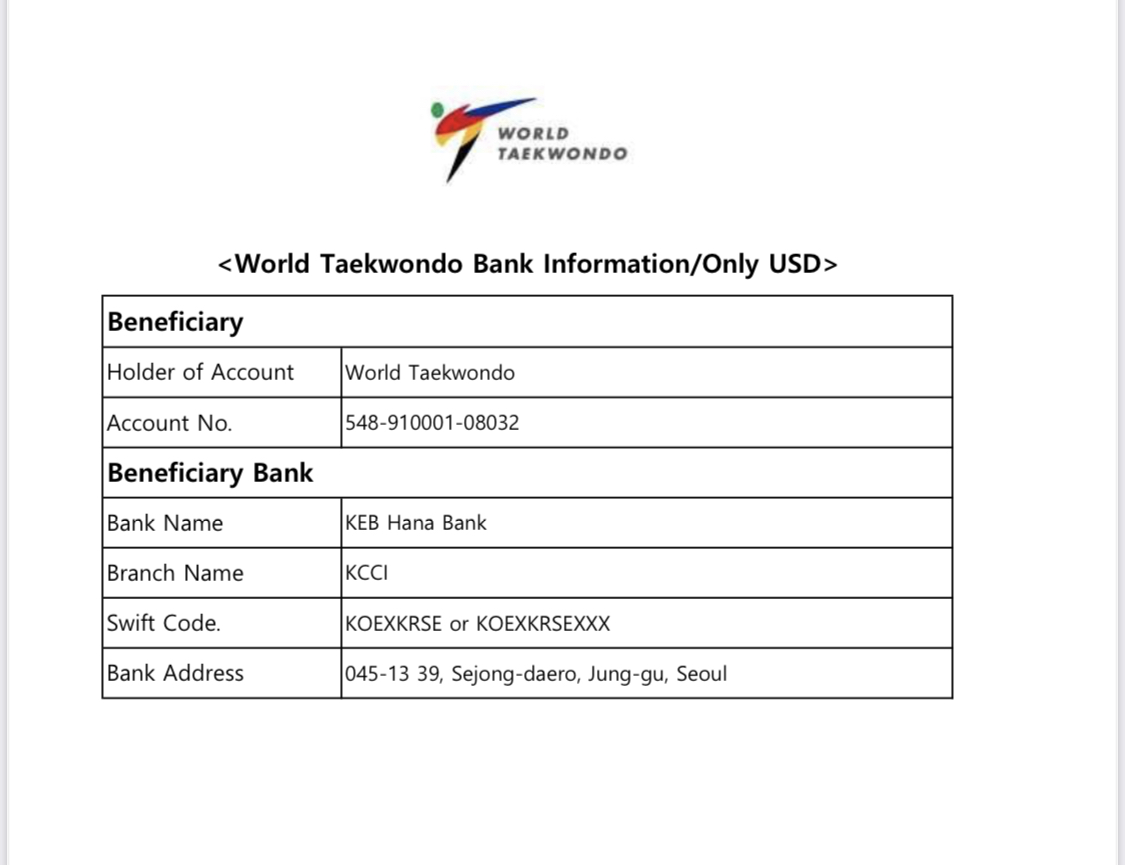 WORLD
TAEKWONDO
<World Taekwondo Bank Information/Only USD>
Beneficiary
Holder of Account World Taekwondo
Account No. 548-910001-08032
Beneficiary Bank
Bank Name KEB Hana Bank
Branch Name KCCI
Swift Code. KOEXKRSE or KOEXKRSEXXX
Bank Address 045-13 39, Sejong-daero, Jung-gu, Seoul